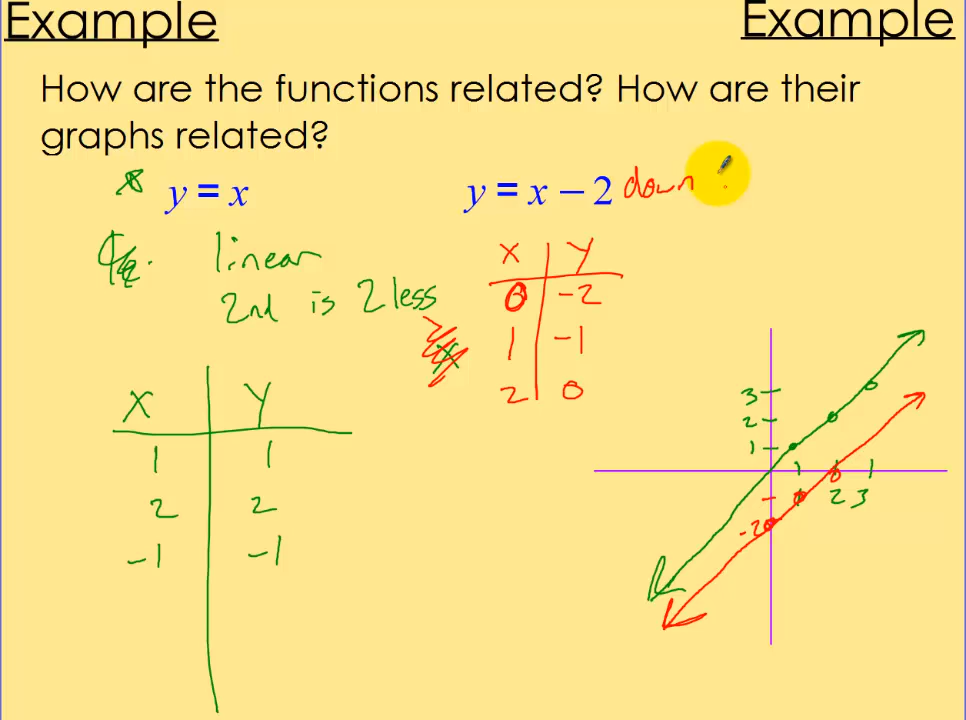 Example Example
How are the functions related? How are their
graphs related?
y = x y = x − 2 down
linear
2nd is 2 less
X Y
0 -2
1 -1
2 0
X Y
1 1
2 2
-1 -1
3
2
1
1 1
2 3
-2